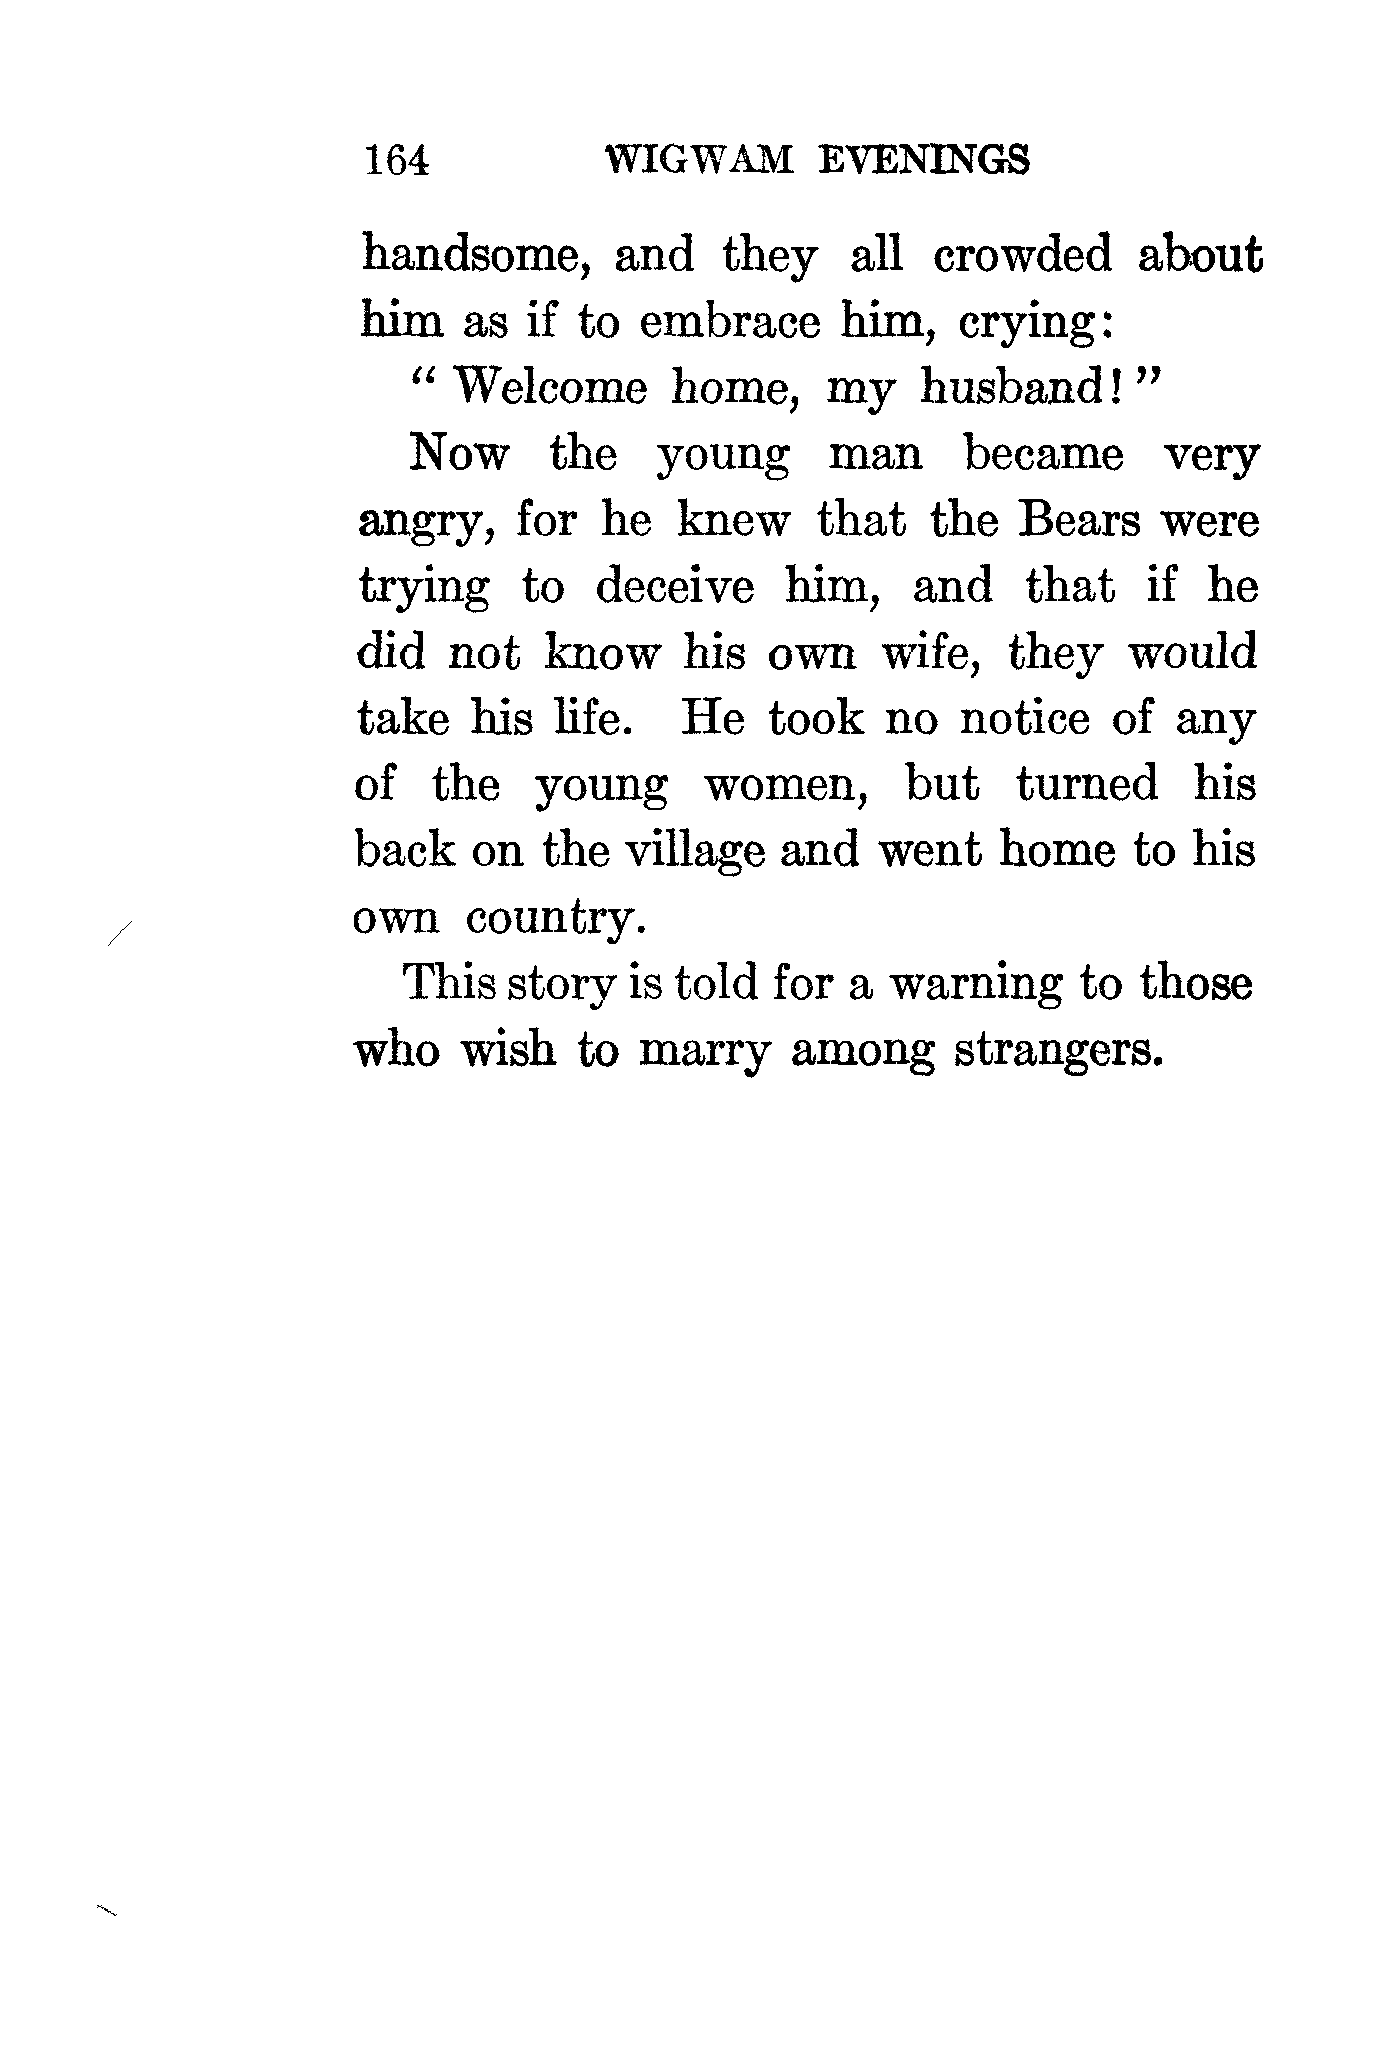 164 WIGWAM EVENINGS
handsome, and they all crowded about
him as if to embrace him, crying:
" Welcome home, my husband! "
Now the young man became very
angry, for he knew that the Bears were
trying to deceive him, and that if he
did not know his own wife, they would
take his life. He took no notice of any
of the young women, but turned his
back on the village and went home to his
own country.
This story is told for a warning to those
who wish to marry among strangers.